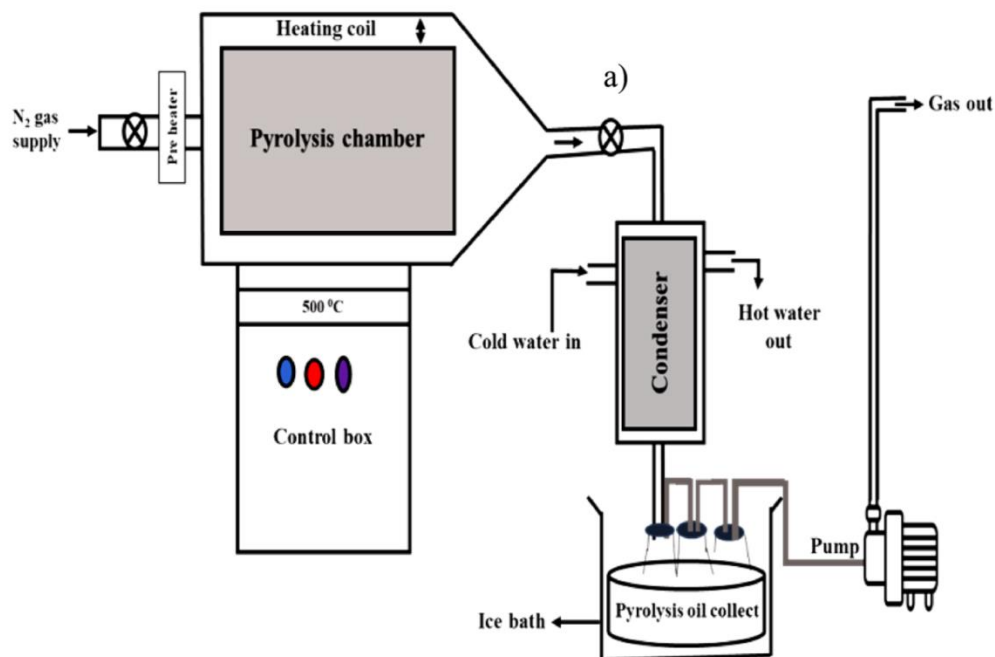 Heating coil
a)
Gas out
N₂ gas
supply
Pre heater
Pyrolysis chamber
500 ⁰C
Cold water in
Condenser
Hot water
out
Control box
Pump
Pyrolysis oil collect
Ice bath